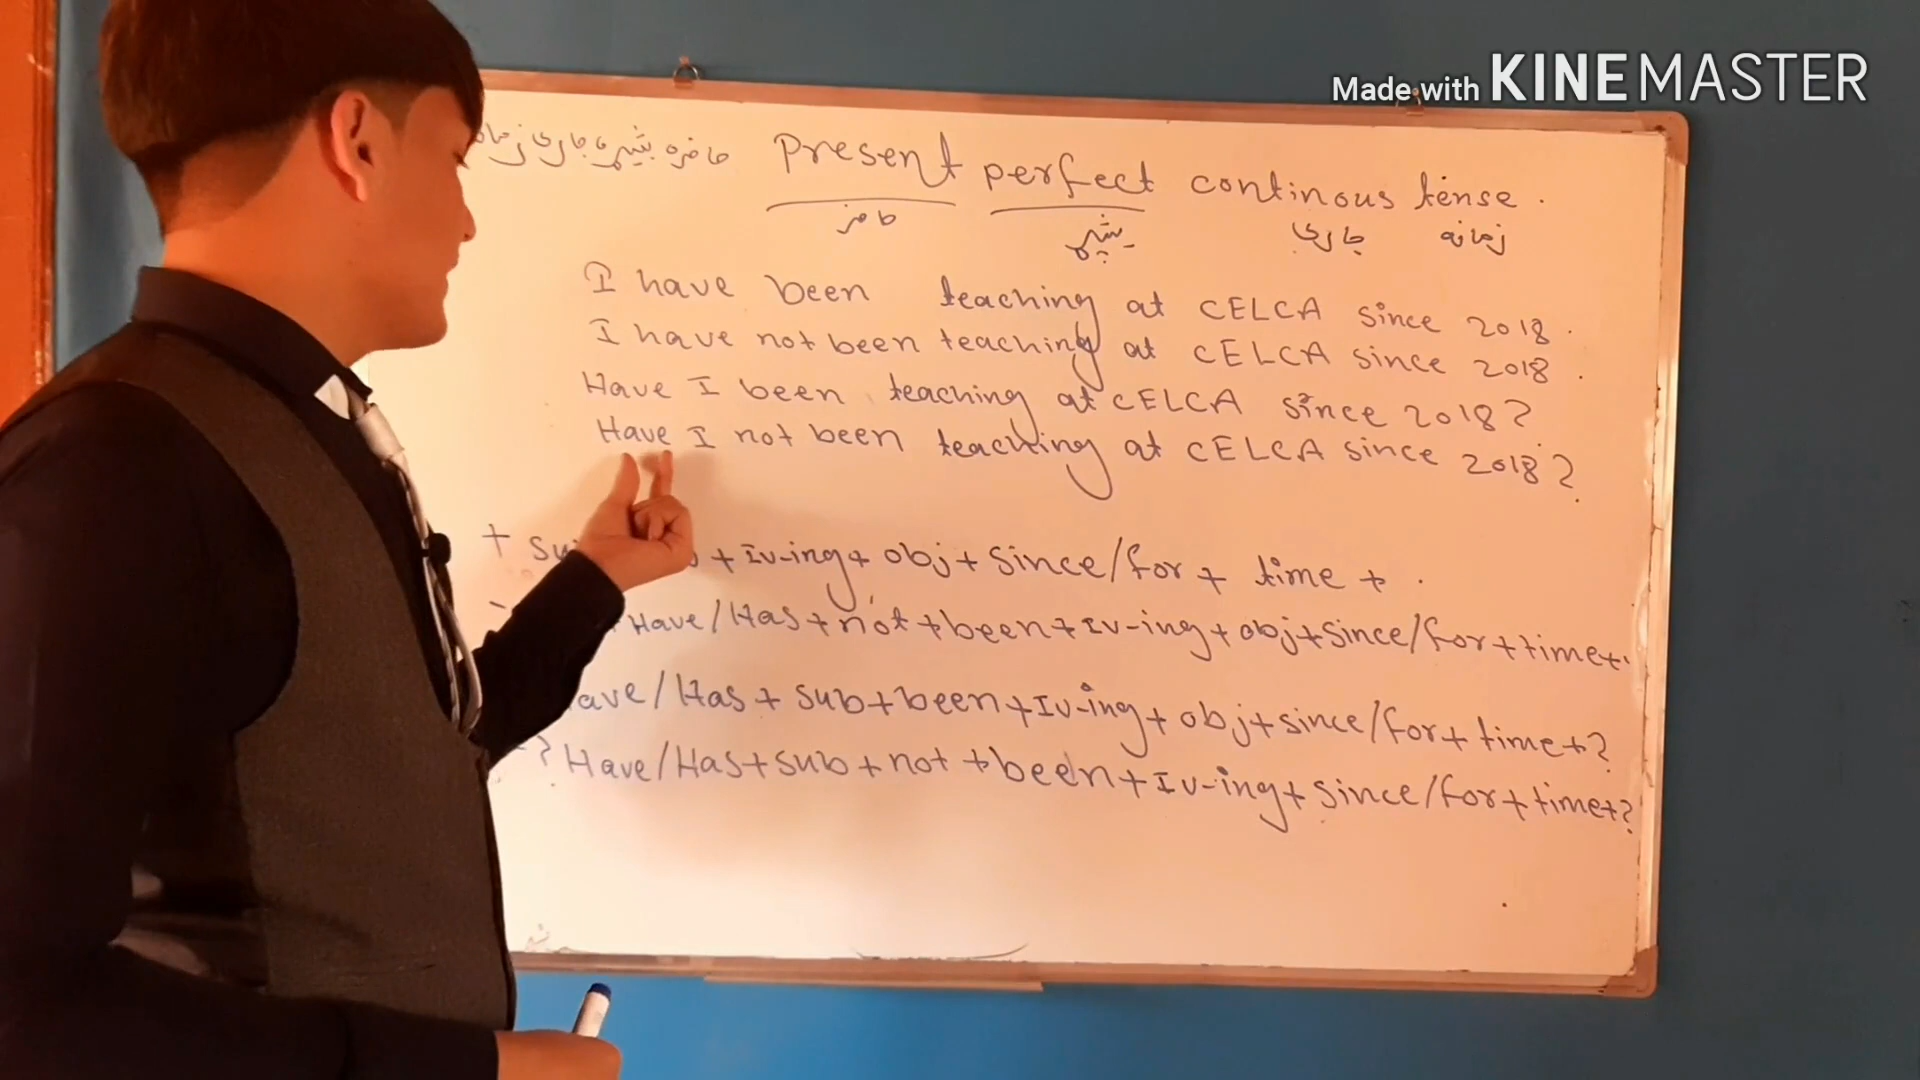 Made with KINEMASTER
present perfect continous tense .
جاري زمانه
I have been teaching at CELCA since 2018 .
I have not been teaching at CELCA since 2018 .
Have I been teaching at CELCA since 2018?
Have I not been teaching at CELCA since 2018?
+ + Iv-ing + obj + Since/for + time + .
- Have/Has + not + been + Iv-ing + obj + since/for + time + .
ave/Has + sub + been + Iv-ing + obj + since/for + time + ?
-? Have/Has + sub + not + been + Iv-ing + since/for + time + ?